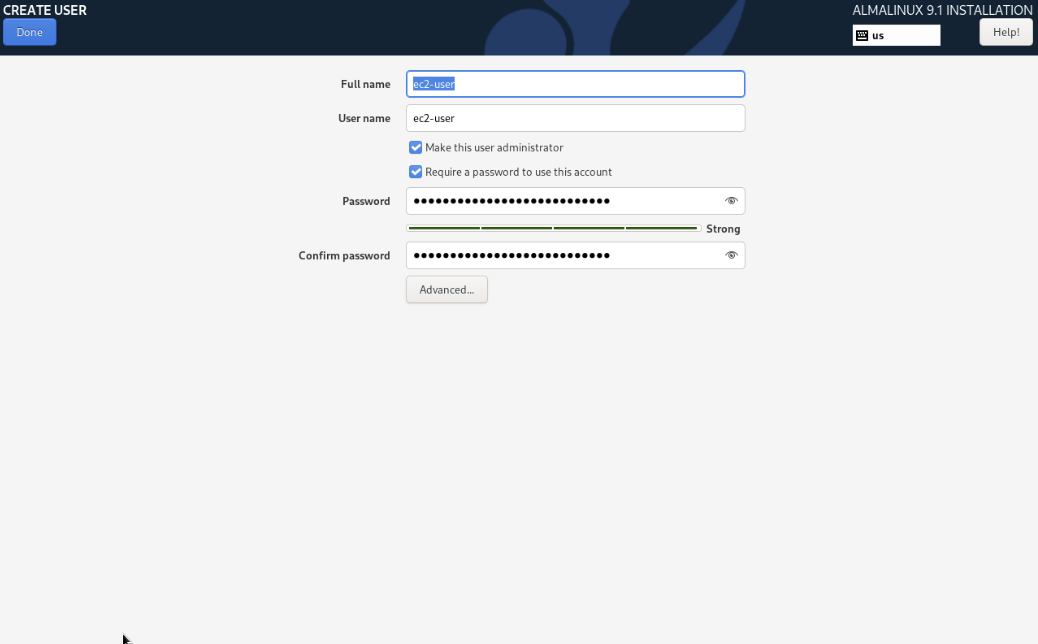 CREATE USER
ALMALINUX 9.1 INSTALLATION
Done
us
Help!
Full name
ec2-user
User name
ec2-user
Make this user administrator
Require a password to use this account
Password
●●●●●●●●●●●●●●●●●●●●●●●●●●●
Strong
Confirm password
●●●●●●●●●●●●●●●●●●●●●●●●●●●
Advanced...